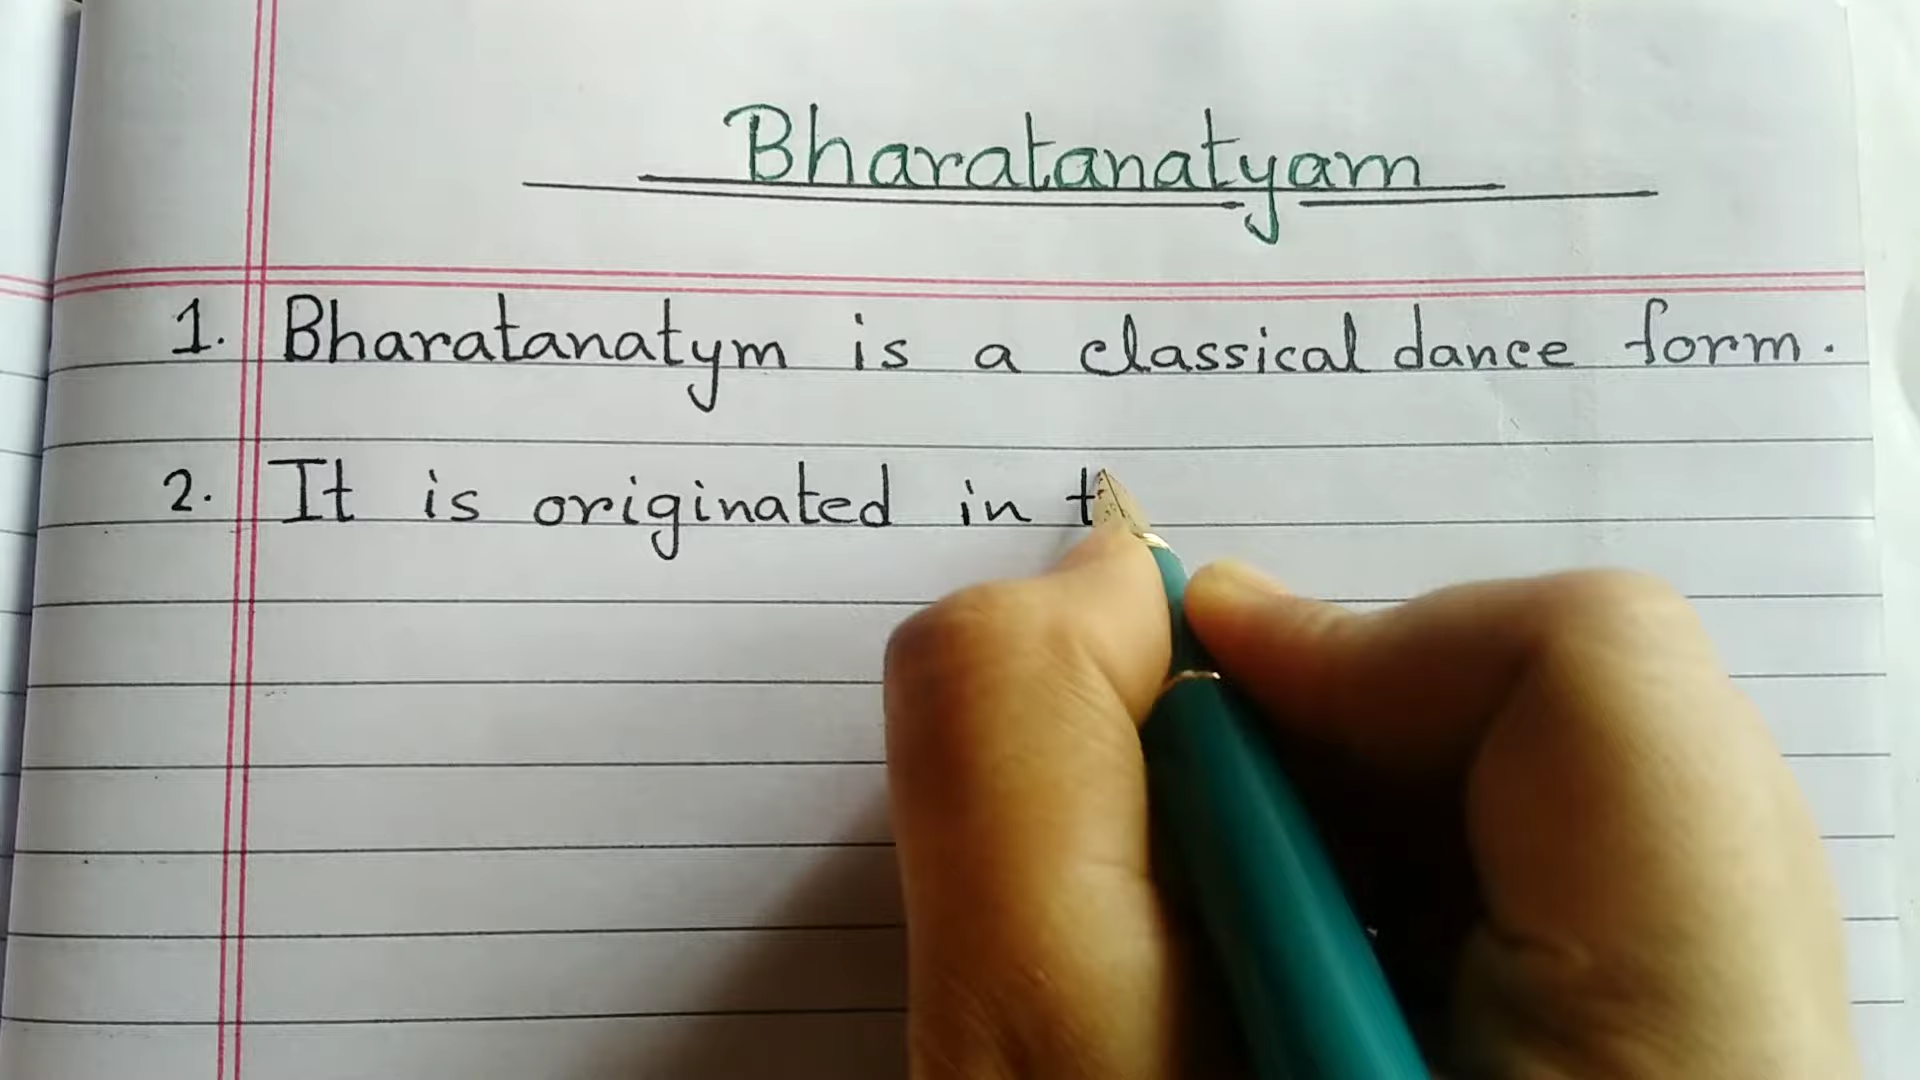 Bharatanatyam
1. Bharatanatym is a classical dance form.
2. It is originated in t